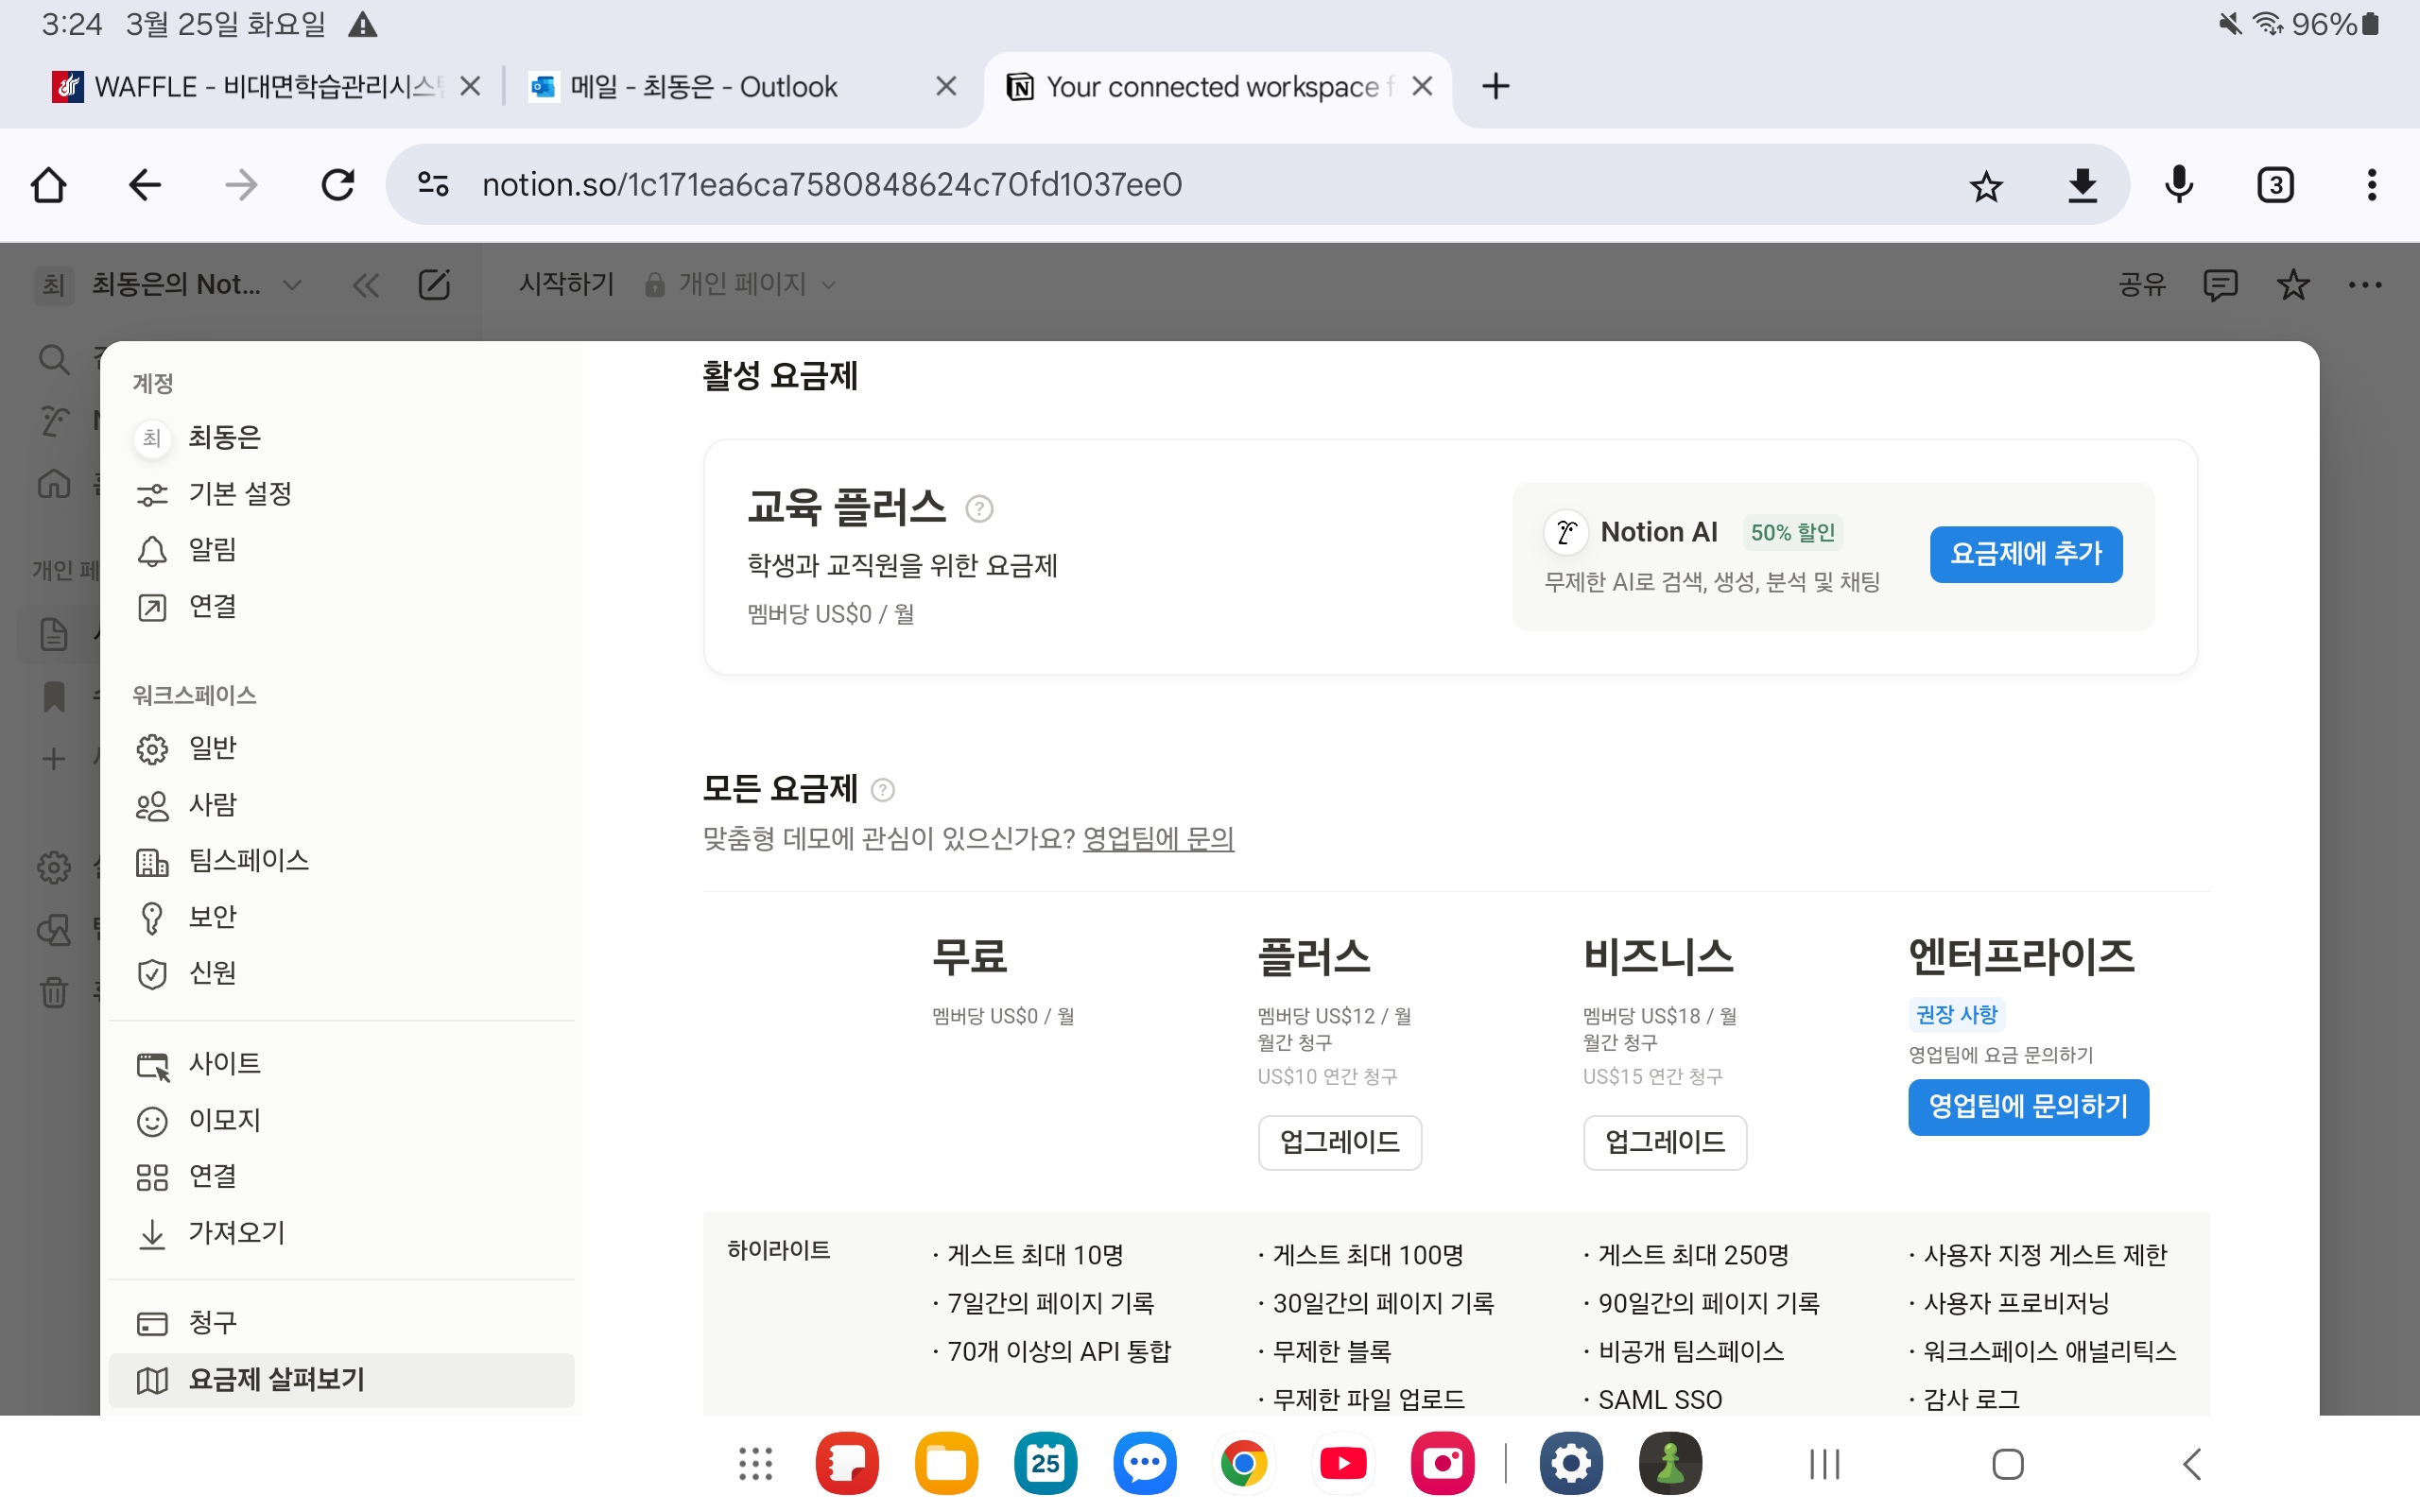 3:24 3월 25일 화요일
96%
WAFFLE - 비대면학습관리시스
메일 - 최동은 - Outlook
Your connected workspace f
notion.so/1c171ea6ca7580848624c70fd1037ee0
3
최 최동은의 Not...
시작하기
개인 페이지
공유
개인 페
계정
최 최동은
기본 설정
알림
연결
워크스페이스
일반
사람
팀스페이스
보안
신원
사이트
이모지
연결
가져오기
청구
요금제 살펴보기
활성 요금제
교육 플러스
학생과 교직원을 위한 요금제
멤버당 US$0 / 월
Notion AI 50% 할인
무제한 AI로 검색, 생성, 분석 및 채팅
요금제에 추가
모든 요금제
맞춤형 데모에 관심이 있으신가요? 영업팀에 문의
무료
멤버당 US$0 / 월
플러스
멤버당 US$12 / 월
월간 청구
US$10 연간 청구
업그레이드
비즈니스
멤버당 US$18 / 월
월간 청구
US$15 연간 청구
업그레이드
엔터프라이즈
권장 사항
영업팀에 요금 문의하기
영업팀에 문의하기
하이라이트
· 게스트 최대 10명
· 7일간의 페이지 기록
· 70개 이상의 API 통합
· 게스트 최대 100명
· 30일간의 페이지 기록
· 무제한 블록
· 무제한 파일 업로드
· 게스트 최대 250명
· 90일간의 페이지 기록
· 비공개 팀스페이스
· SAML SSO
· 사용자 지정 게스트 제한
· 사용자 프로비저닝
· 워크스페이스 애널리틱스
· 감사 로그
25